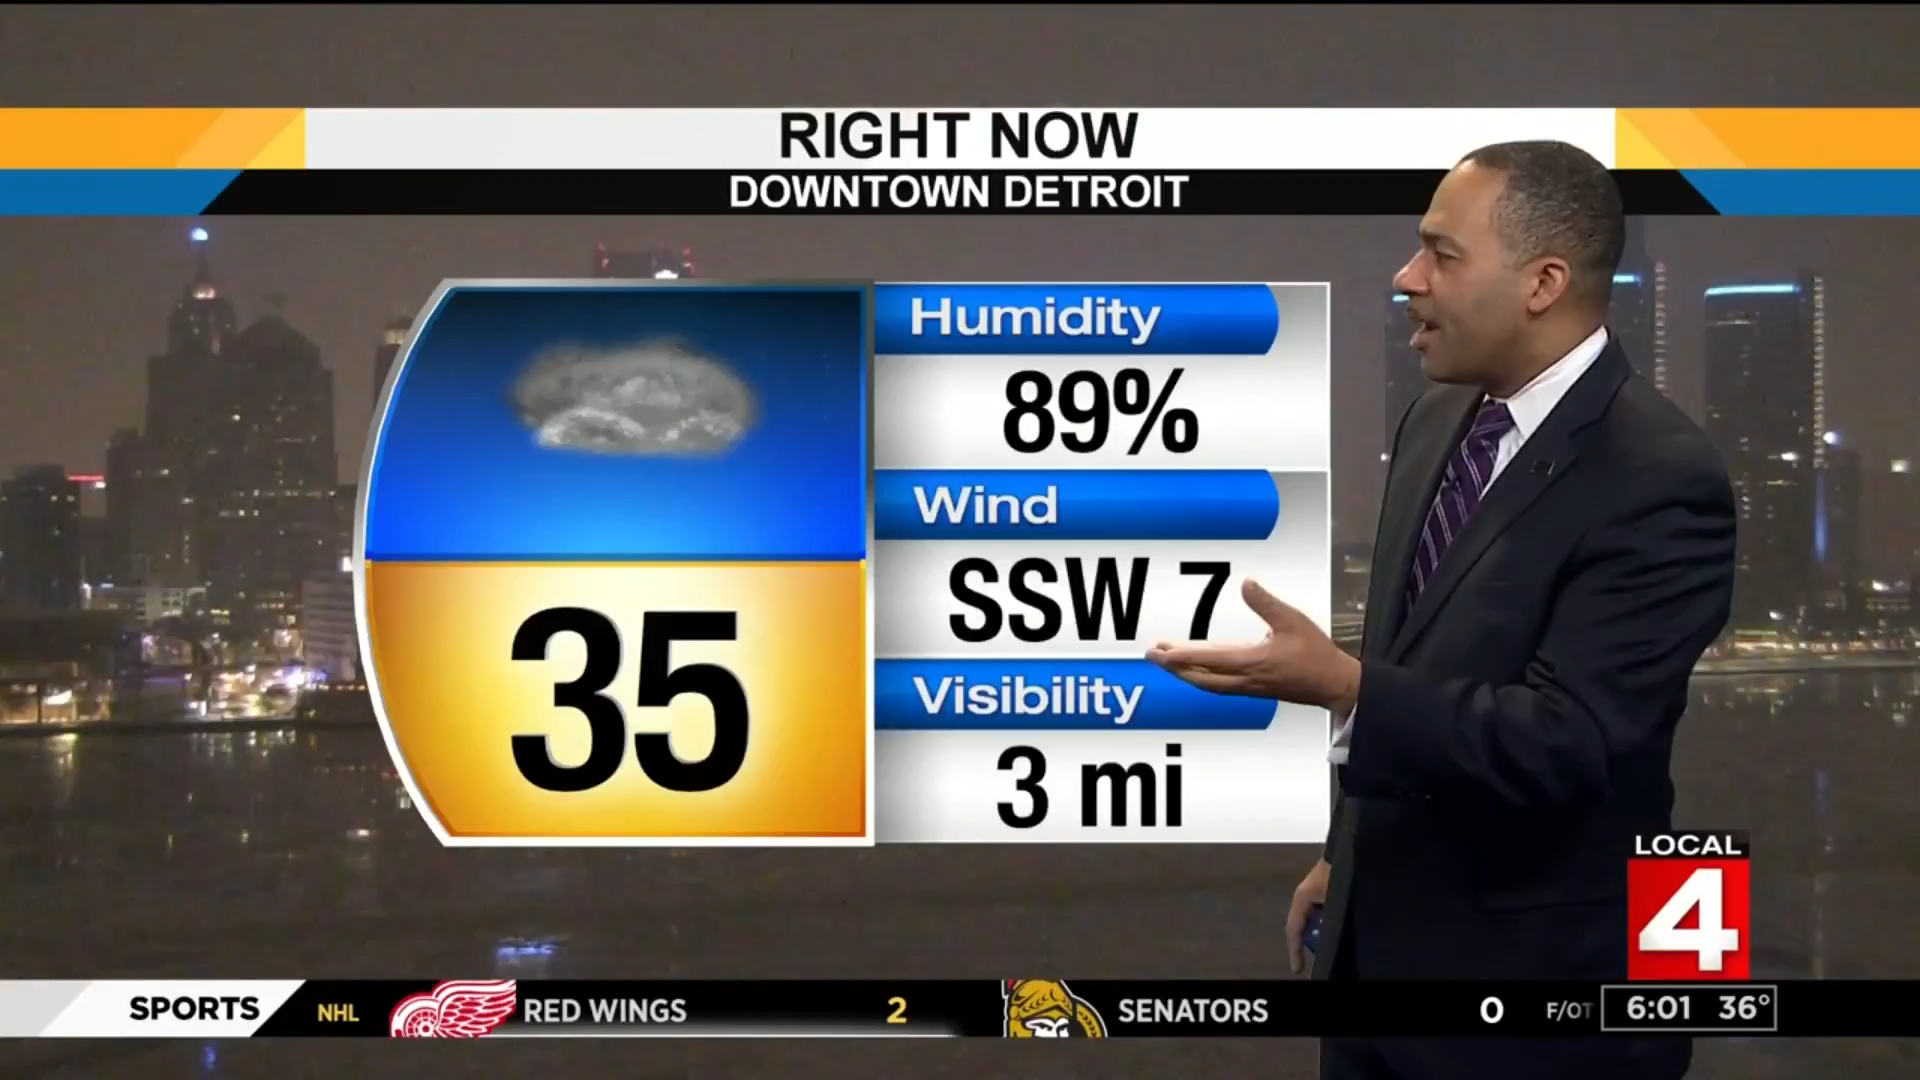 RIGHT NOW
DOWNTOWN DETROIT
35
Humidity
89%
Wind
SSW 7
Visibility
3 mi
LOCAL
4
SPORTS NHL RED WINGS 2 SENATORS 0 F/OT 6:01 36°